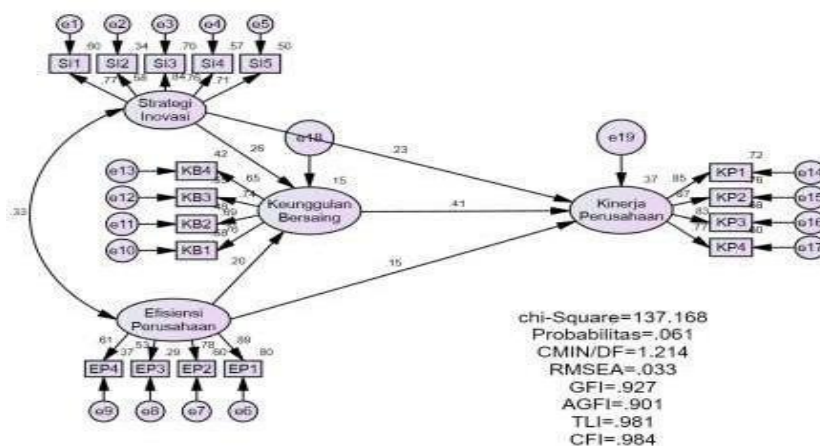 e1 e2 e3 e4 e5
.60 .34 .70 .57 .50
SI1 SI2 SI3 SI4 SI5
.77 .58 .84 .71
Strategi
Inovasi
e18 e19
.26 .23
.33
.42 .15 .37
e13 KB4 .65
e12 KB3 .74
e11 KB2 .69
e10 KB1
Keunggulan
Bersaing
.41
Kinerja
Perusahaan
.72
.85 KP1 e14
KP2 e15
.83 KP3 e16
.77 KP4 e17
.20 .15
Efisiensi
Perusahaan
.61 .53 .78 .89
.37 .29 .60 .80
EP4 EP3 EP2 EP1
e9 e8 e7 e6
chi-Square=137.168
Probabilitas=.061
CMIN/DF=1.214
RMSEA=.033
GFI=.927
AGFI=.901
TLI=.981
CFI=.984